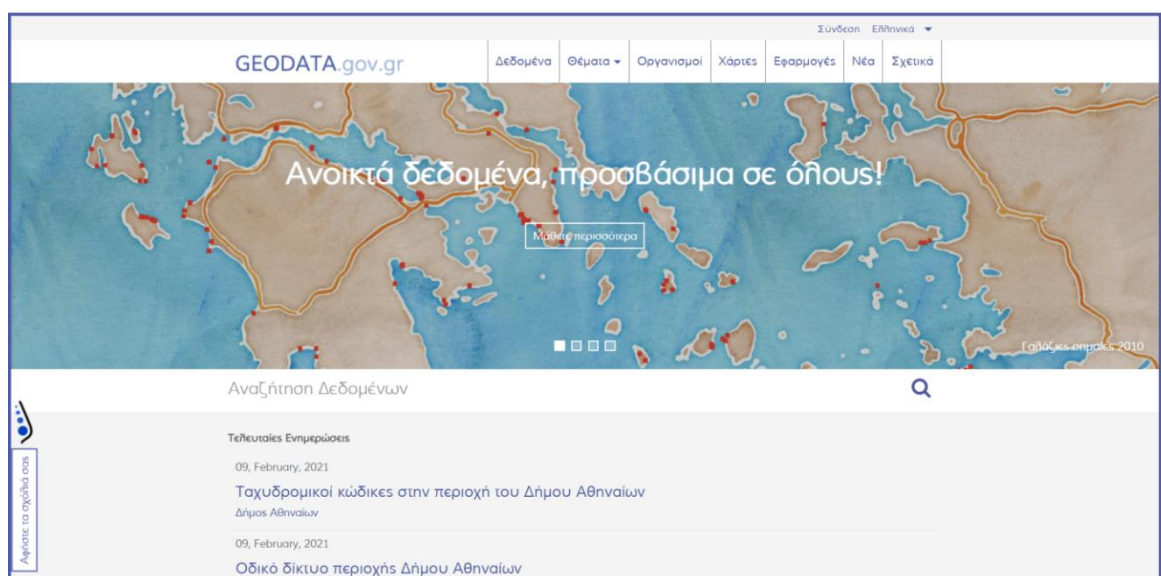 Σύνδεση Ελληνικά
GEODATA.gov.gr
Δεδομένα Θέματα Οργανισμοί Χάρτες Εφαρμογές Νέα Σχετικά
Ανοικτά δεδομένα, προσβάσιμα σε όλους!
Μάθετε περισσότερα
Γαλάζιες σημαίες 2010
Αναζήτηση Δεδομένων
Τελευταίες Ενημερώσεις
09, February, 2021
Ταχυδρομικοί κώδικες στην περιοχή του Δήμου Αθηναίων
Δήμος Αθηναίων
09, February, 2021
Οδικό δίκτυο περιοχής Δήμου Αθηναίων
Αφήστε τα σχόλιά σας